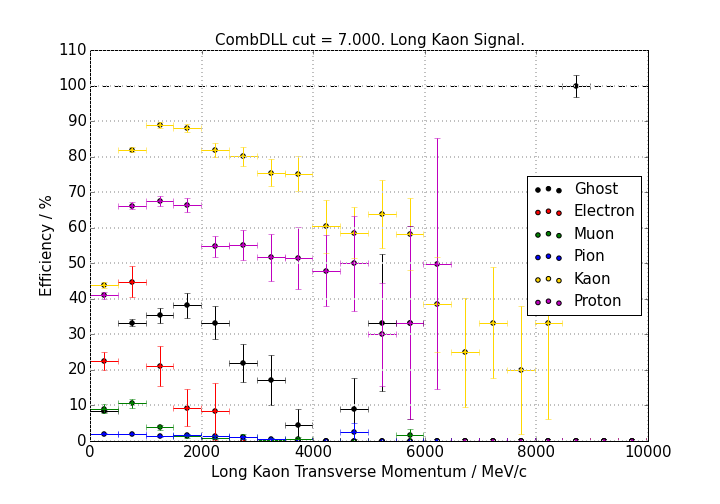 CombDLL cut = 7.000. Long Kaon Signal.
110
100
90
80
70
60
50
40
30
20
10
0
Efficiency / %
Ghost
Electron
Muon
Pion
Kaon
Proton
0 2000 4000 6000 8000 10000
Long Kaon Transverse Momentum / MeV/c